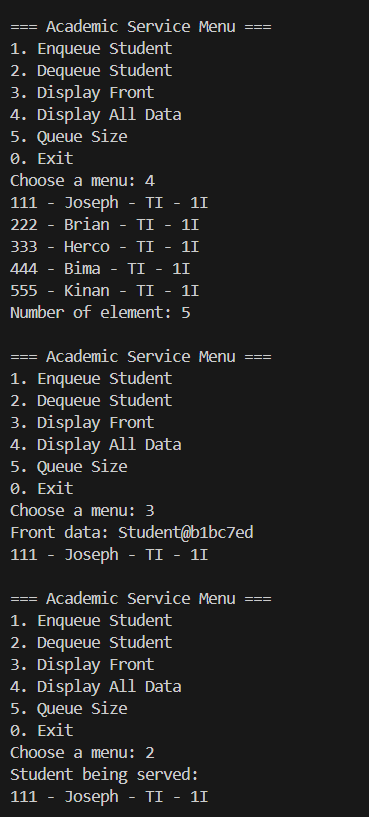 === Academic Service Menu ===
1. Enqueue Student
2. Dequeue Student
3. Display Front
4. Display All Data
5. Queue Size
0. Exit
Choose a menu: 4
111 - Joseph - TI - 1I
222 - Brian - TI - 1I
333 - Herco - TI - 1I
444 - Bima - TI - 1I
555 - Kinan - TI - 1I
Number of element: 5

=== Academic Service Menu ===
1. Enqueue Student
2. Dequeue Student
3. Display Front
4. Display All Data
5. Queue Size
0. Exit
Choose a menu: 3
Front data: Student@b1bc7ed
111 - Joseph - TI - 1I

=== Academic Service Menu ===
1. Enqueue Student
2. Dequeue Student
3. Display Front
4. Display All Data
5. Queue Size
0. Exit
Choose a menu: 2
Student being served:
111 - Joseph - TI - 1I